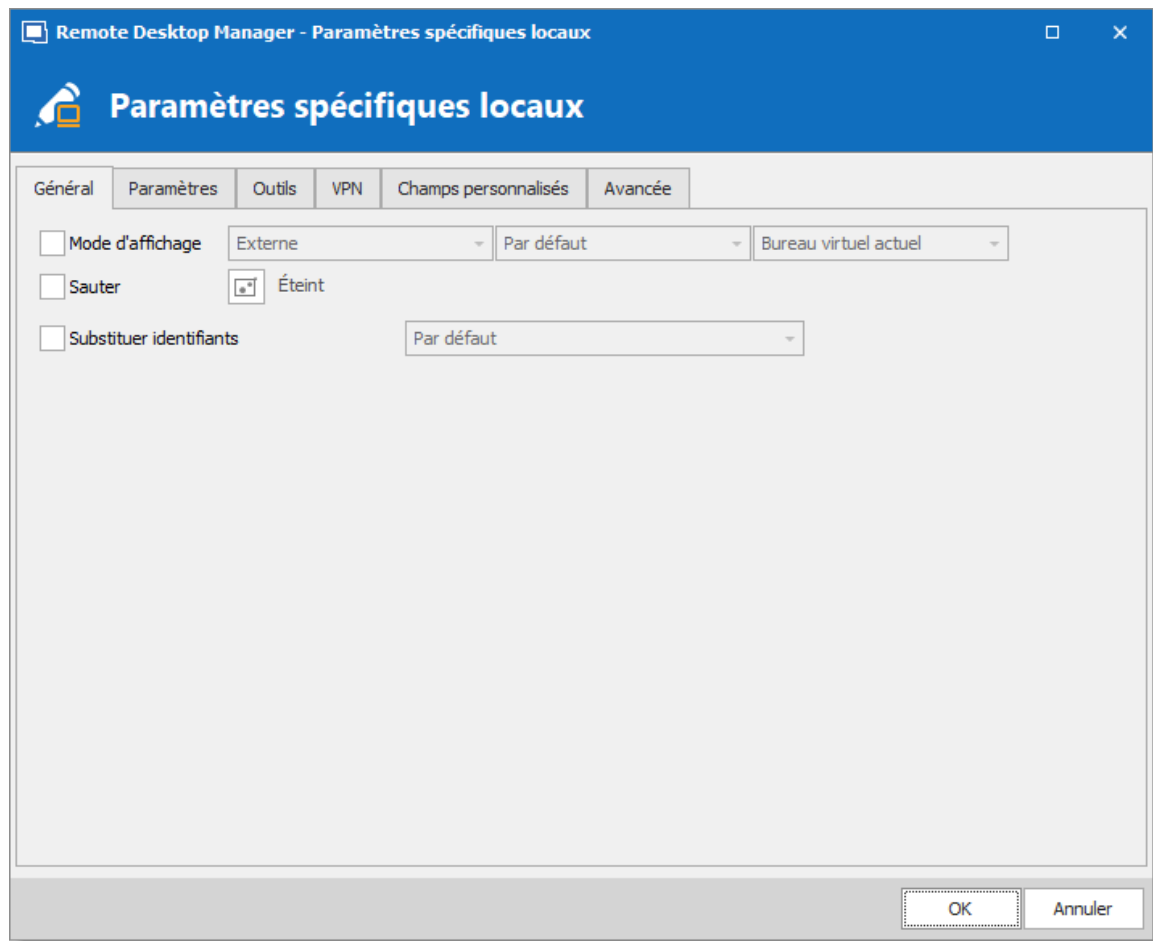 Remote Desktop Manager - Paramètres spécifiques locaux
Paramètres spécifiques locaux
Général Paramètres Outils VPN Champs personnalisés Avancée
Mode d'affichage Externe Par défaut Bureau virtuel actuel
Sauter Éteint
Substituer identifiants Par défaut
OK Annuler